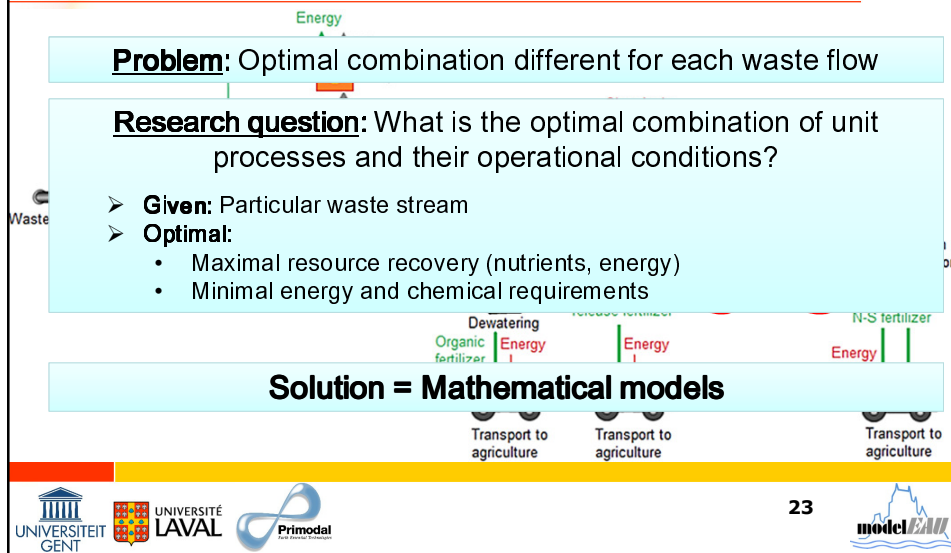 Energy
Problem: Optimal combination different for each waste flow
Research question: What is the optimal combination of unit
processes and their operational conditions?
Waste
➢ Given: Particular waste stream
➢ Optimal:
• Maximal resource recovery (nutrients, energy)
• Minimal energy and chemical requirements
Dewatering
release fertilizer
N-S fertilizer
Organic
fertilizer
Energy
Energy
Energy
Solution = Mathematical models
Transport to
agriculture
Transport to
agriculture
Transport to
agriculture
23
UNIVERSITEIT
GENT
UNIVERSITÉ
LAVAL
Primodal
modelEAU